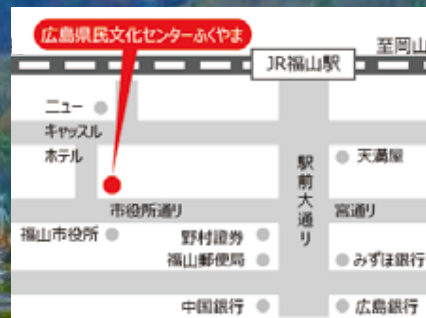 広島県民文化センターふくやま
JR福山駅
至岡山
ニュー
キャッスル
ホテル
天満屋
駅前大通り
市役所通り
宮通り
福山市役所
野村證券
福山郵便局
みずほ銀行
中国銀行
広島銀行